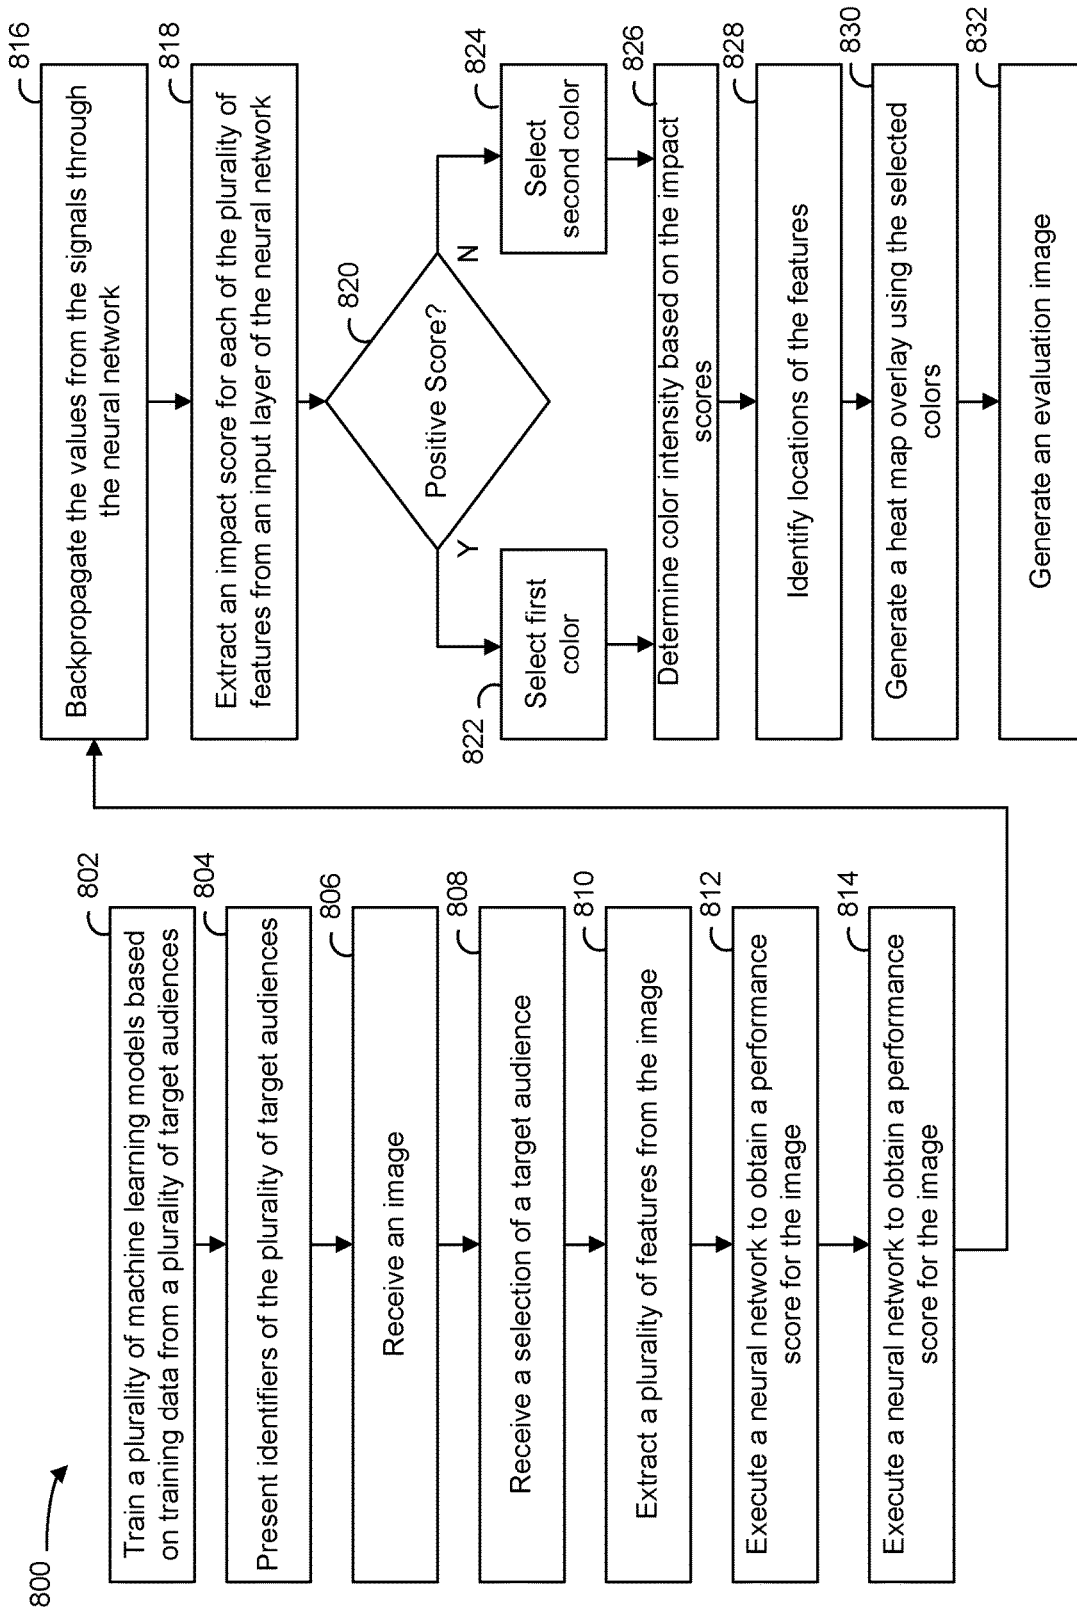 800
802
Train a plurality of machine learning models based
on training data from a plurality of target audiences
804
Present identifiers of the plurality of target audiences
806
Receive an image
808
Receive a selection of a target audience
810
Extract a plurality of features from the image
812
Execute a neural network to obtain a performance
score for the image
814
Execute a neural network to obtain a performance
score for the image
816
Backpropagate the values from the signals through
the neural network
818
Extract an impact score for each of the plurality of
features from an input layer of the neural network
820
Positive Score?
Y
N
822
Select first
color
824
Select
second color
826
Determine color intensity based on the impact
scores
828
Identify locations of the features
830
Generate a heat map overlay using the selected
colors
832
Generate an evaluation image